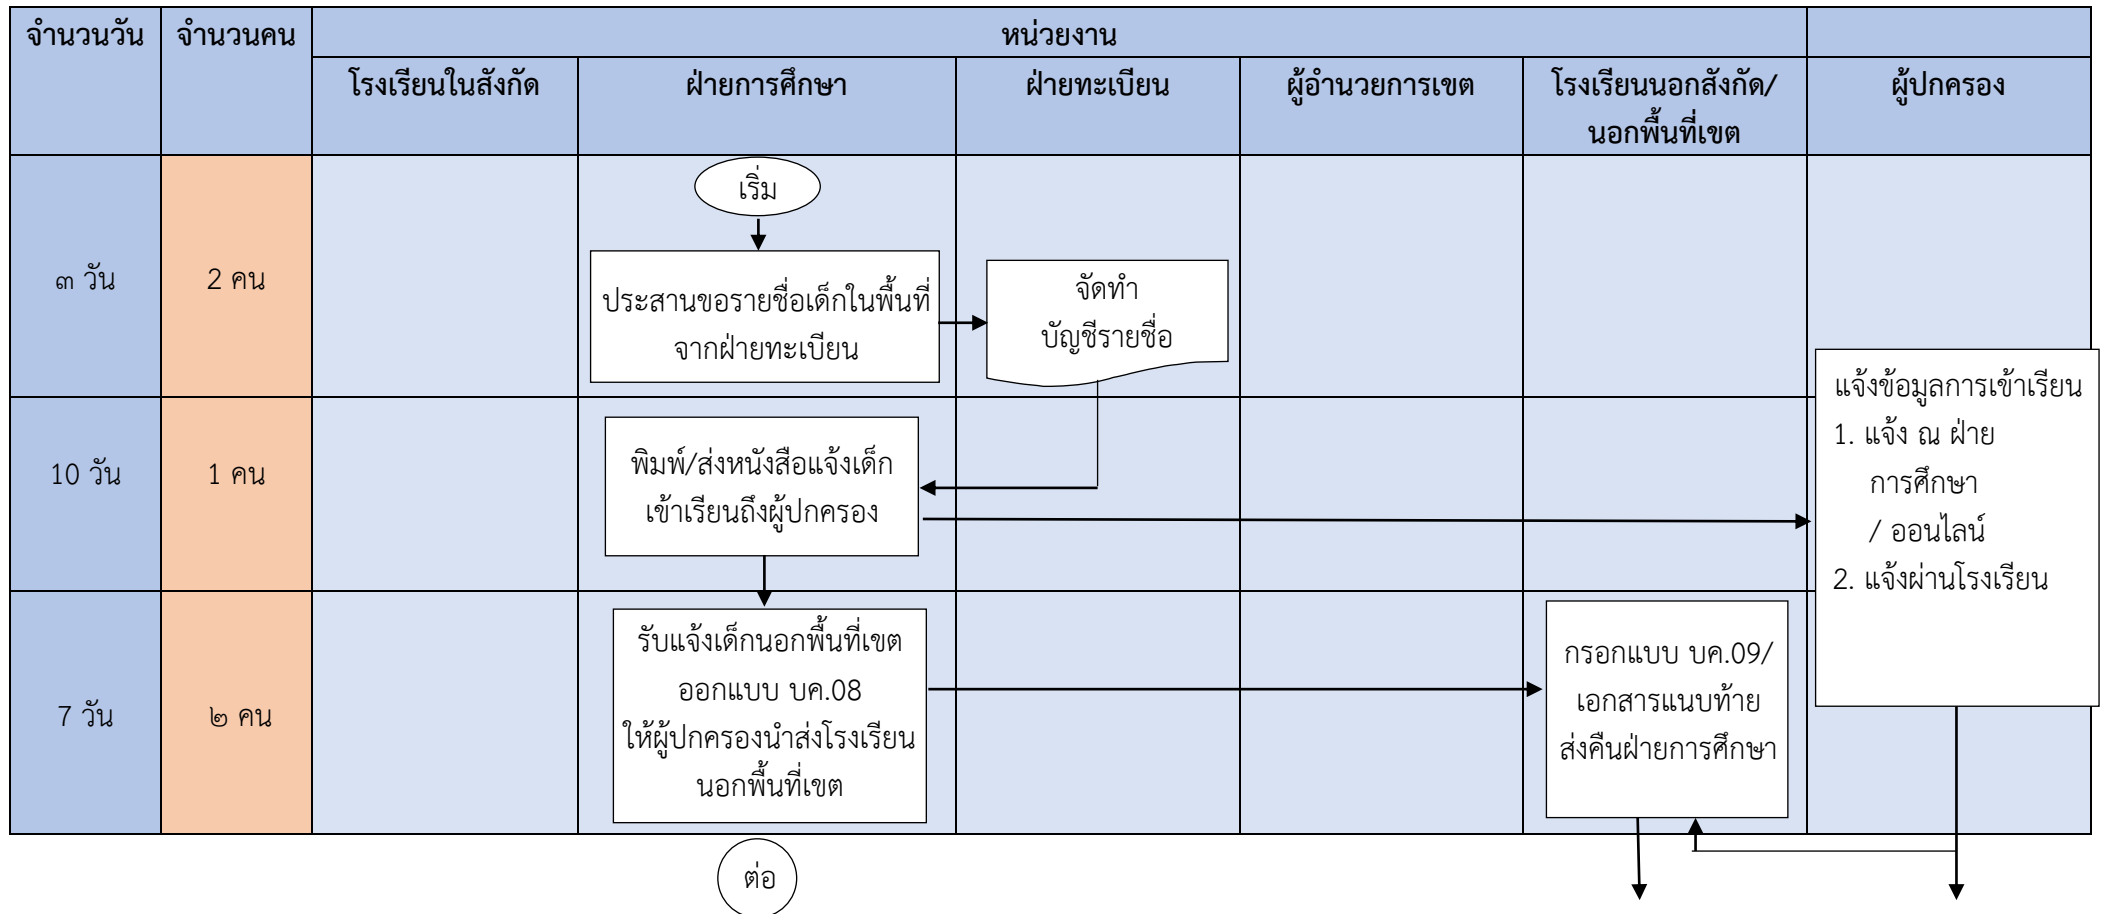 จำนวนวัน
จำนวนคน
หน่วยงาน
โรงเรียนในสังกัด
ฝ่ายการศึกษา
ฝ่ายทะเบียน
ผู้อำนวยการเขต
โรงเรียนนอกสังกัด/
นอกพื้นที่เขต
ผู้ปกครอง
เริ่ม
๓ วัน
2 คน
ประสานขอรายชื่อเด็กในพื้นที่
จากฝ่ายทะเบียน
จัดทำ
บัญชีรายชื่อ
แจ้งข้อมูลการเข้าเรียน
1. แจ้ง ณ ฝ่าย
การศึกษา
/ ออนไลน์
2. แจ้งผ่านโรงเรียน
10 วัน
1 คน
พิมพ์/ส่งหนังสือแจ้งเด็ก
เข้าเรียนถึงผู้ปกครอง
7 วัน
๒ คน
รับแจ้งเด็กนอกพื้นที่เขต
ออกแบบ บค.08
ให้ผู้ปกครองนำส่งโรงเรียน
นอกพื้นที่เขต
กรอกแบบ บค.09/
เอกสารแนบท้าย
ส่งคืนฝ่ายการศึกษา
ต่อ